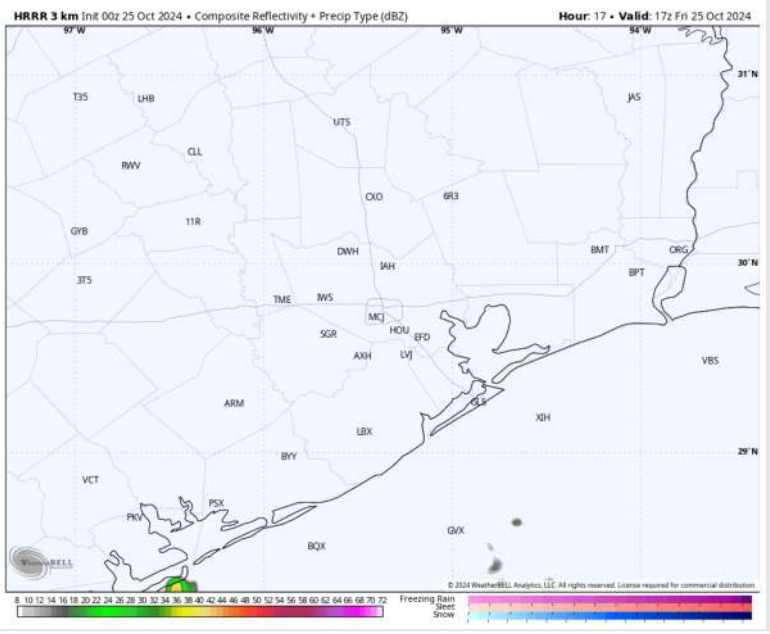 HRRR 3 km Init 00z 25 Oct 2024 • Composite Reflectivity + Precip Type (dBZ) Hour: 17 • Valid: 17z Fri 25 Oct 2024
97°W 96°W 95°W 94°W
31°N
T35 LHB JAS
UTS
CLL
RWV
CXO 6R3
11R
GYB
DWH BMT ORG
IAH 30°N
BPT
3T5
TME IWS
MCJ
SGR HOU EFD
AXH LVJ
VBS
ARM GLS
XIH
LBX
BYY 29°N
VCT
PSX
PKV
GVX
BQX
WeatherBELL
© 2024 WeatherBELL Analytics, LLC. All rights reserved. License required for commercial distribution.
8 10 12 14 16 18 20 22 24 26 28 30 32 34 36 38 40 42 44 46 48 50 52 54 56 58 60 62 64 66 68 70 72
Freezing Rain
Sleet
Snow